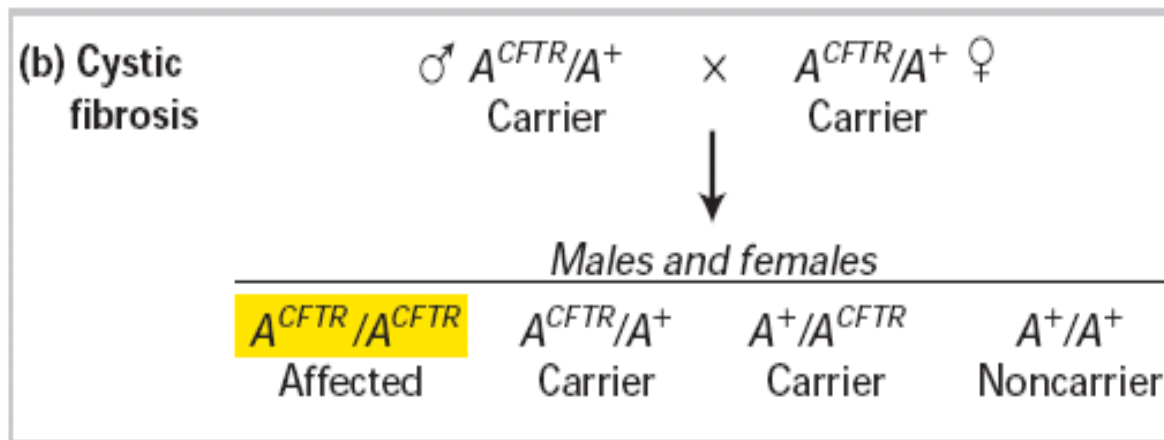 (b) Cystic fibrosis
♂ A^CFTR/A^+ × A^CFTR/A^+ ♀
Carrier Carrier
Males and females
A^CFTR/A^CFTR A^CFTR/A^+ A^+/A^CFTR A^+/A^+
Affected Carrier Carrier Noncarrier